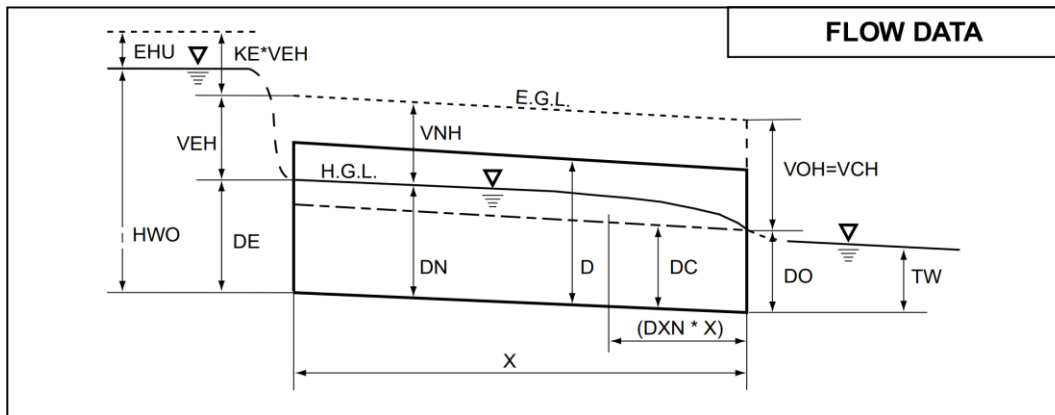 FLOW DATA
EHU
KE*VEH
E.G.L.
VNH
VEH
VOH=VCH
H.G.L.
HWO
DE
DN
D
DC
DO
TW
(DXN * X)
X